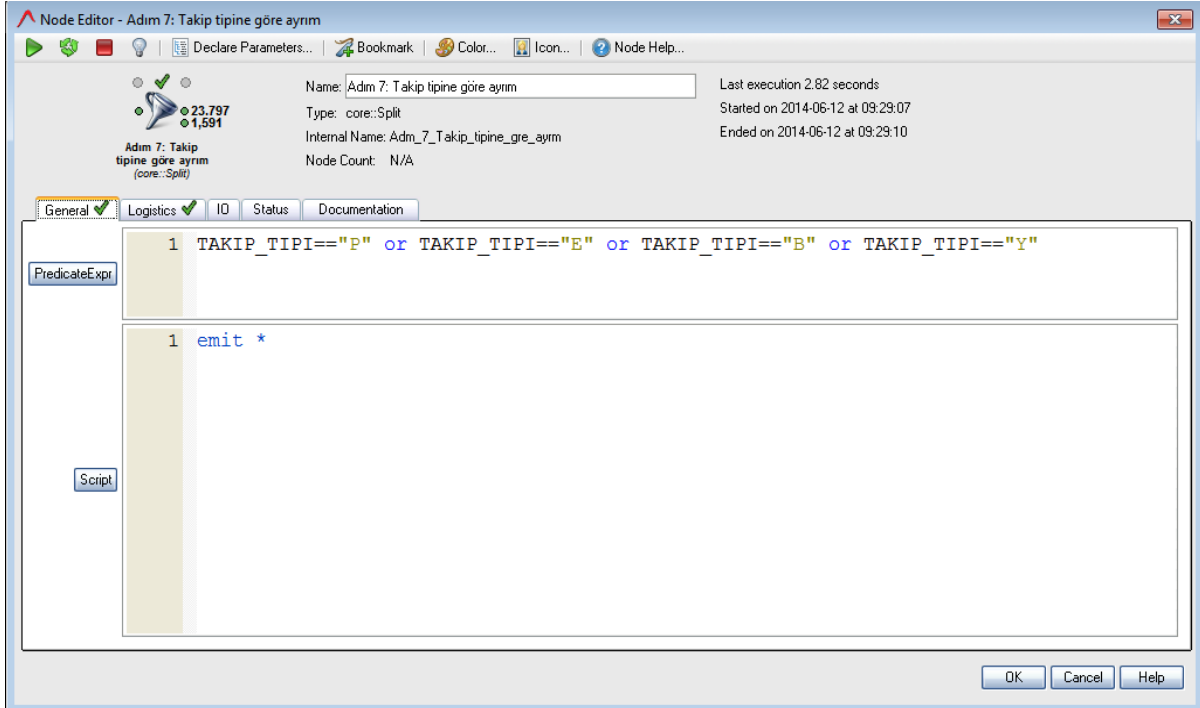 Node Editor - Adım 7: Takip tipine göre ayrım
Declare Parameters... Bookmark Color... Icon... Node Help...
23.797
1,591
Adım 7: Takip
tipine göre ayrım
(core::Split)
Name: Adım 7: Takip tipine göre ayrım
Type: core::Split
Internal Name: Adm_7_Takip_tipine_gre_ayrm
Node Count: N/A
Last execution 2.82 seconds
Started on 2014-06-12 at 09:29:07
Ended on 2014-06-12 at 09:29:10
General Logistics IO Status Documentation
PredicateExpr
1 TAKIP_TIPI=="P" or TAKIP_TIPI=="E" or TAKIP_TIPI=="B" or TAKIP_TIPI=="Y"
1 emit *
Script
OK Cancel Help